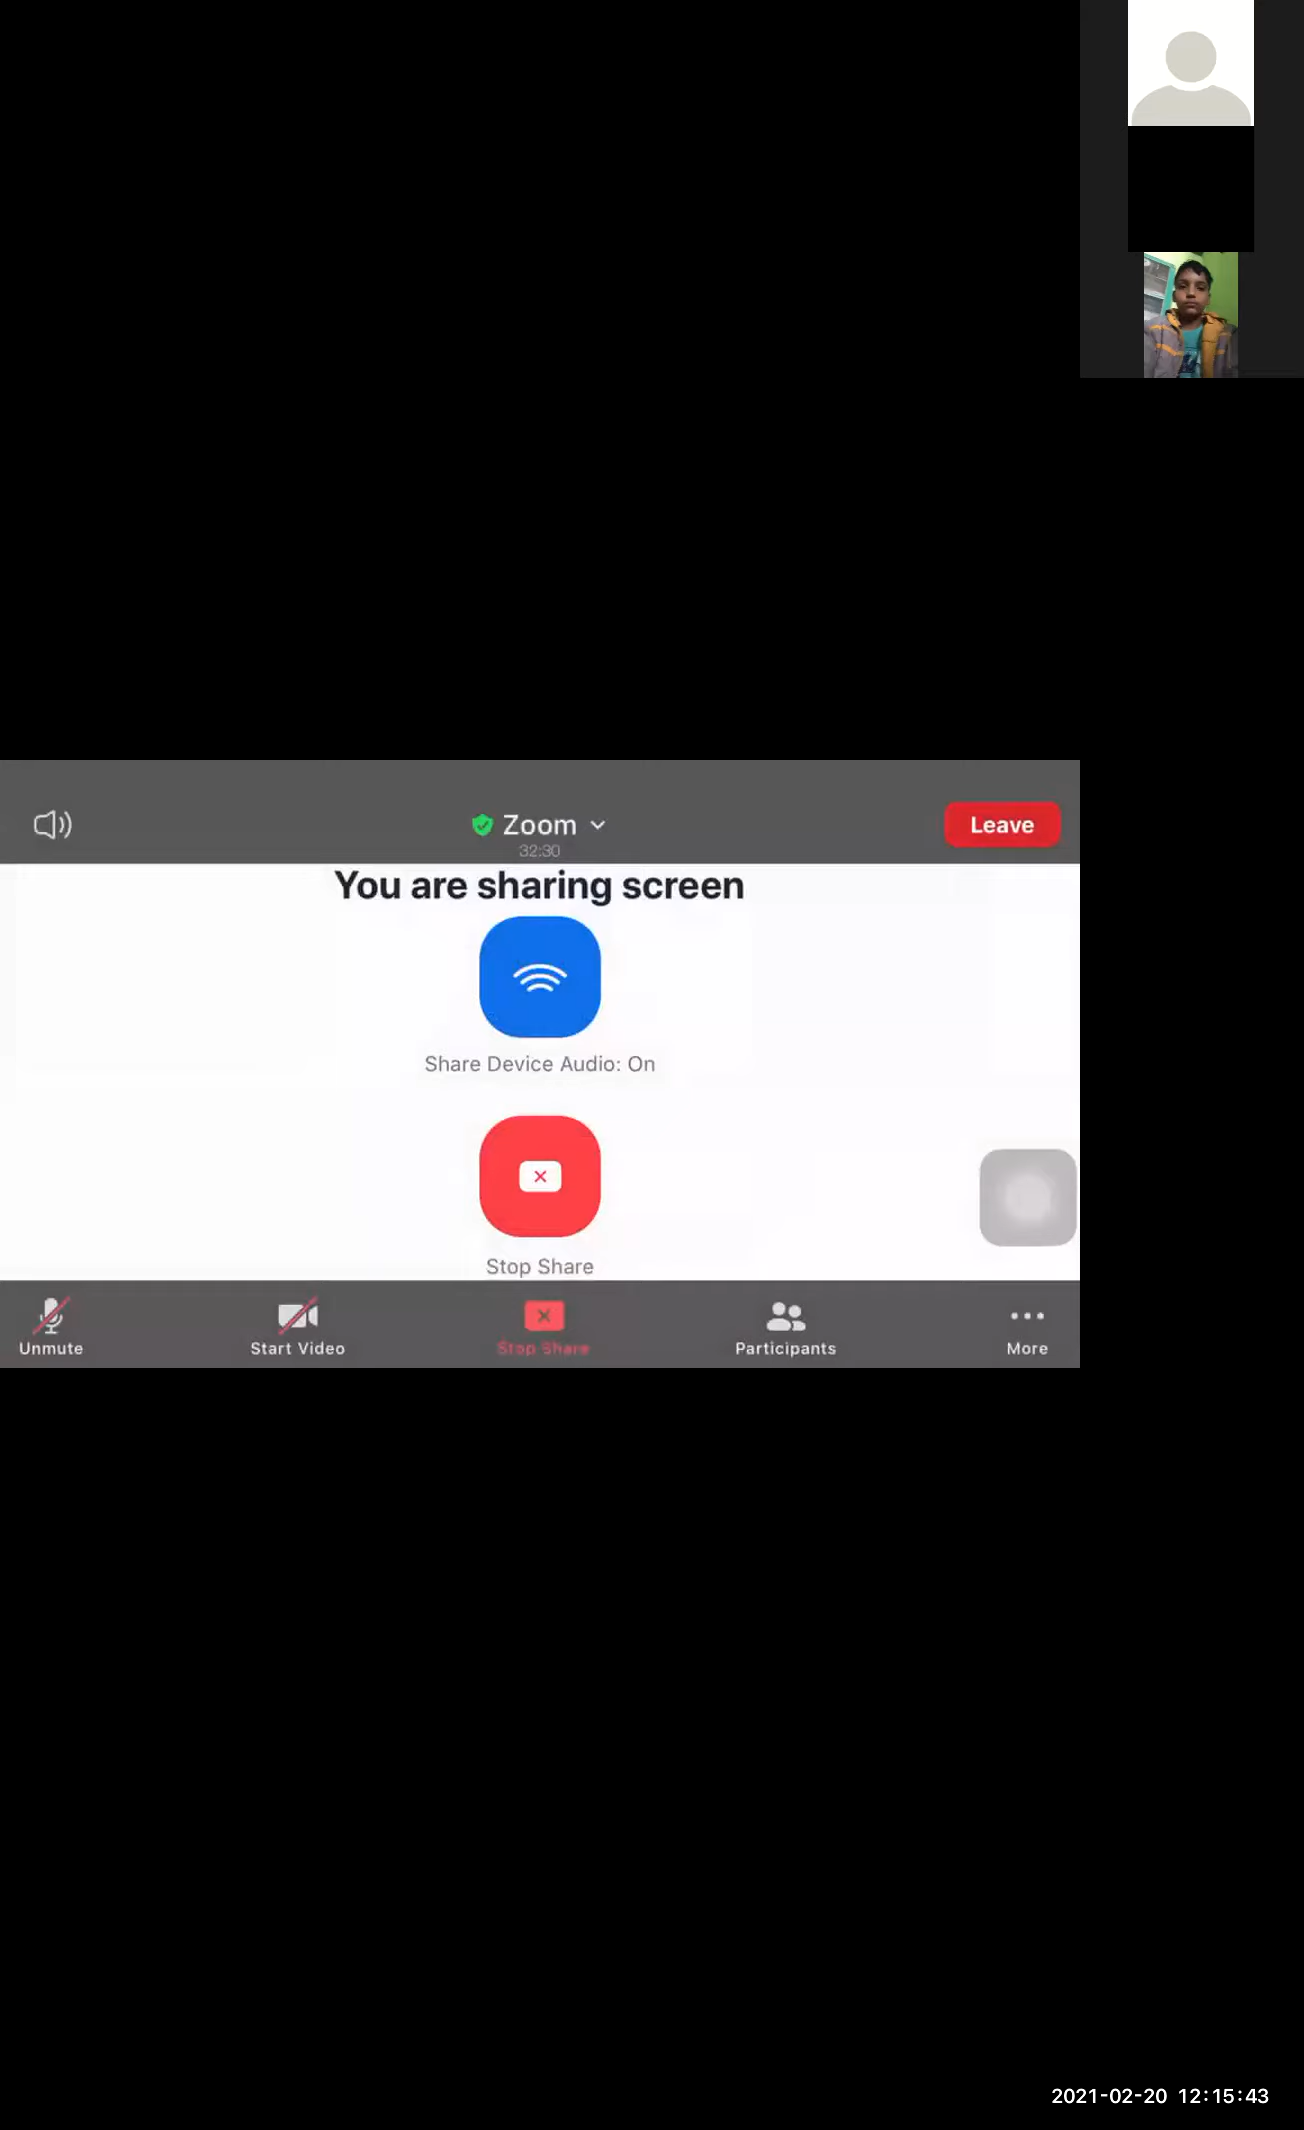 Zoom
Leave
32:30
You are sharing screen
Share Device Audio: On
Stop Share
Unmute
Start Video
Stop Share
Participants
More
2021-02-20 12:15:43